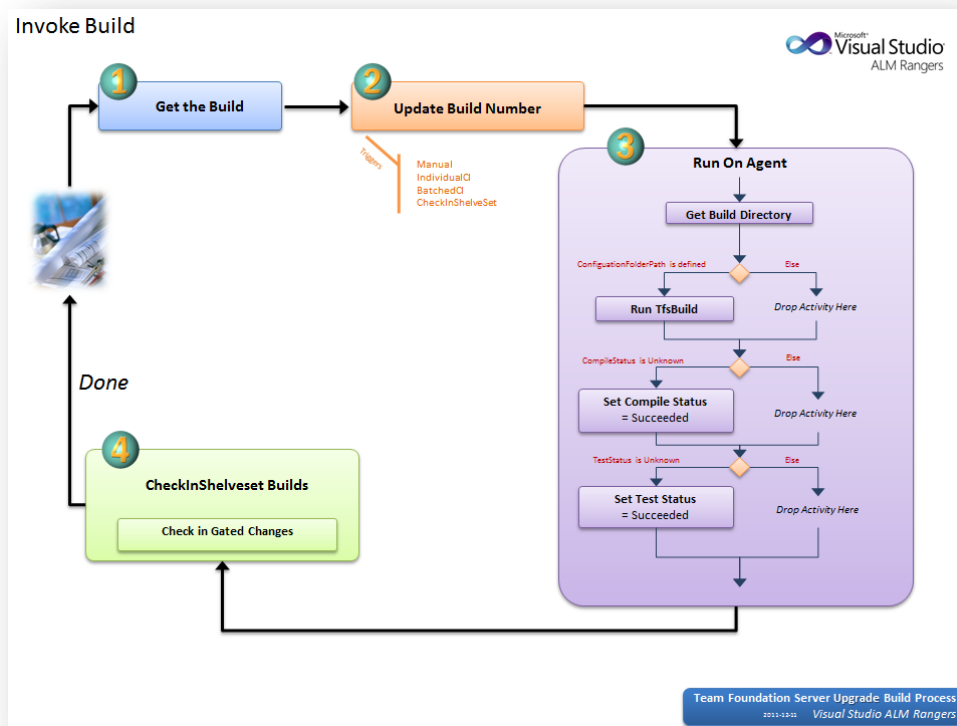 Invoke Build
Microsoft®
Visual Studio
ALM Rangers
1
Get the Build
2
Update Build Number
Triggers
Manual
IndividualCI
BatchedCI
CheckInShelveSet
3
Run On Agent
Get Build Directory
ConfiguationFolderPath is defined
Else
Run TfsBuild
Drop Activity Here
CompileStatus is Unknown
Else
Set Compile Status
= Succeeded
Drop Activity Here
TestStatus is Unknown
Else
Set Test Status
= Succeeded
Drop Activity Here
Done
4
CheckInShelveset Builds
Check in Gated Changes
Team Foundation Server Upgrade Build Process
2011-12-11 Visual Studio ALM Rangers